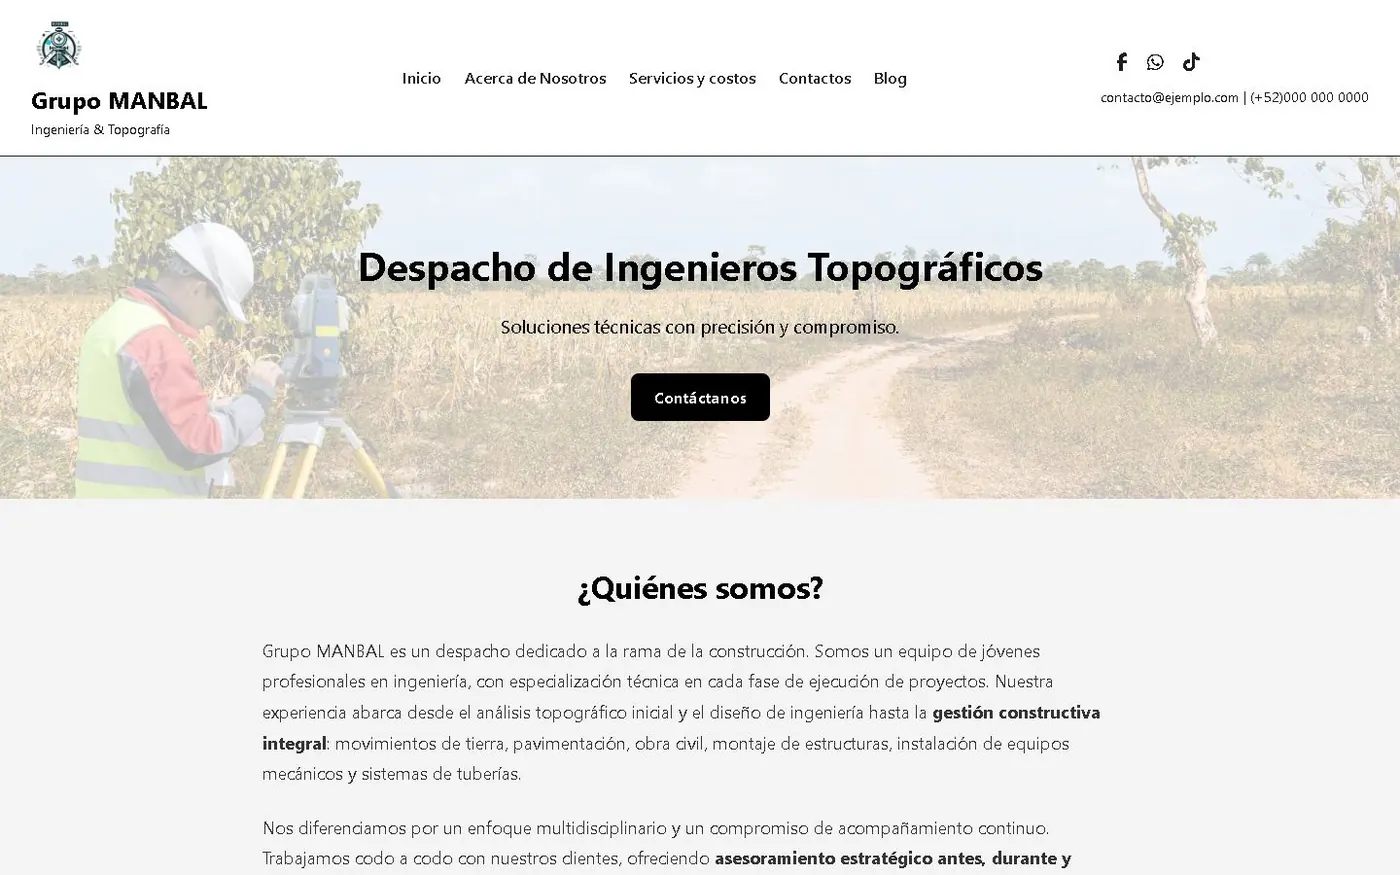 Grupo MANBAL
Ingeniería & Topografía
Inicio
Acerca de Nosotros
Servicios y costos
Contactos
Blog
contacto@ejemplo.com | (+52)000 000 0000
Despacho de Ingenieros Topográficos
Soluciones técnicas con precisión y compromiso.
Contáctanos
¿Quiénes somos?
Grupo MANBAL es un despacho dedicado a la rama de la construcción. Somos un equipo de jóvenes
profesionales en ingeniería, con especialización técnica en cada fase de ejecución de proyectos. Nuestra
experiencia abarca desde el análisis topográfico inicial y el diseño de ingeniería hasta la gestión constructiva
integral: movimientos de tierra, pavimentación, obra civil, montaje de estructuras, instalación de equipos
mecánicos y sistemas de tuberías.
Nos diferenciamos por un enfoque multidisciplinario y un compromiso de acompañamiento continuo.
Trabajamos codo a codo con nuestros clientes, ofreciendo asesoramiento estratégico antes, durante y